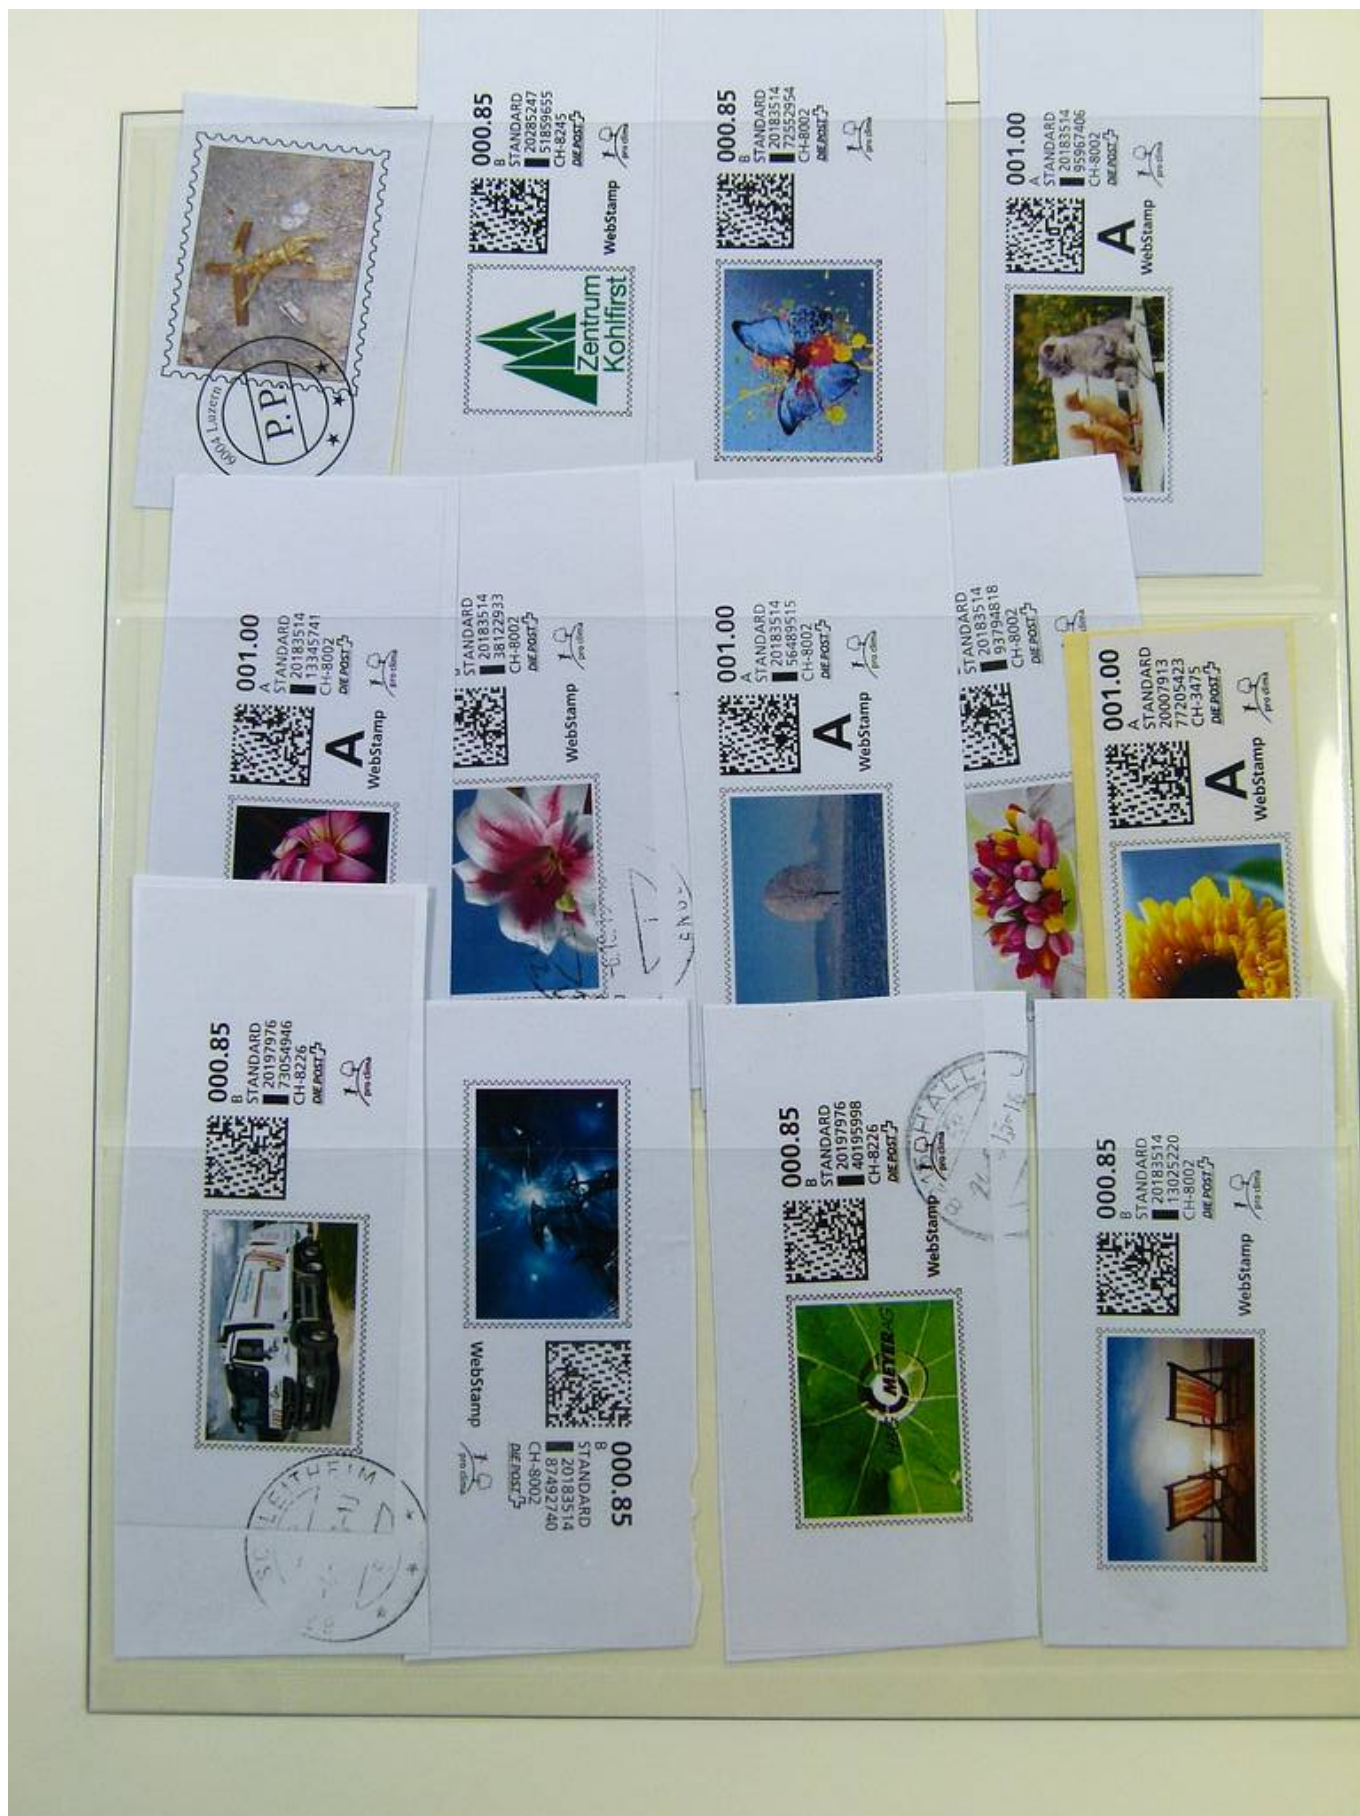 6004 Luzern
P.P.
000.85
B
STANDARD
20285247
51859655
CH-8245
DIE POST
pro clima
WebStamp
Zentrum
Kohlfirst
000.85
B
STANDARD
20183514
72552954
CH-8002
DIE POST
pro clima
001.00
A
STANDARD
20183514
95967406
CH-8002
DIE POST
pro clima
A
WebStamp
001.00
A
STANDARD
20183514
13345741
CH-8002
DIE POST
pro clima
A
WebStamp
STANDARD
20183514
38122933
CH-8002
DIE POST
pro clima
WebStamp
001.00
A
STANDARD
20183514
56489515
CH-8002
DIE POST
pro clima
A
WebStamp
STANDARD
20183514
93794818
CH-8002
DIE POST
001.00
A
STANDARD
20007913
77205423
CH-3475
DIE POST
pro clima
A
WebStamp
000.85
B
STANDARD
20197976
73054946
CH-8226
DIE POST
pro clima
000.85
B
STANDARD
20183514
87492740
CH-8002
DIE POST
pro clima
WebStamp
000.85
B
STANDARD
20197976
40195998
CH-8226
DIE POST
pro clima
WebStamp
MEYER AG
000.85
B
STANDARD
20183514
13025220
CH-8002
DIE POST
pro clima
WebStamp